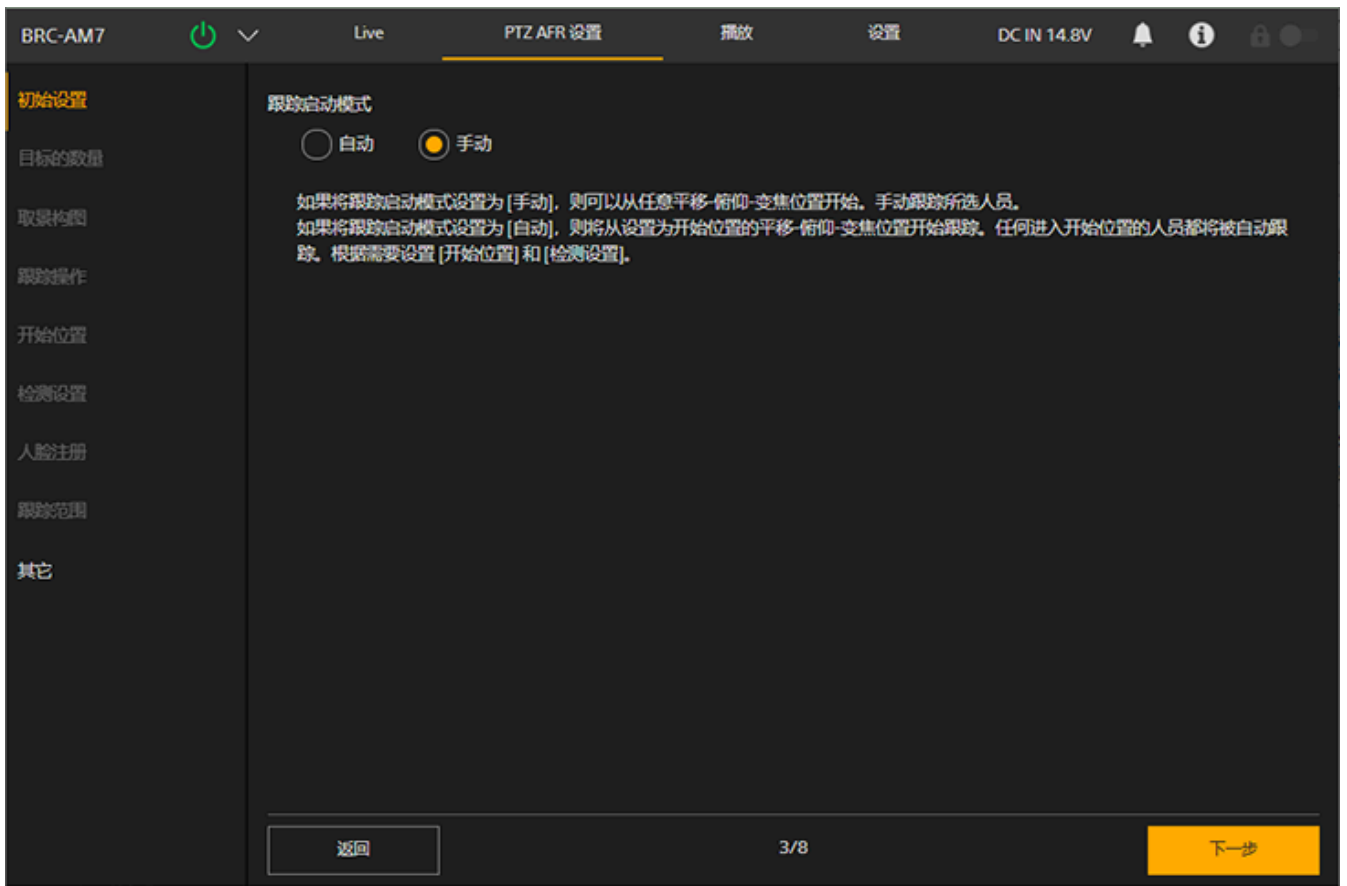 BRC-AM7 Live PTZ AFR 设置 播放 设置 DC IN 14.8V
初始设置
目标的数量
取景构图
跟踪操作
开始位置
检测设置
人脸注册
跟踪范围
其它
跟踪启动模式
自动 手动
如果将跟踪启动模式设置为 [手动]，则可以从任意平移-俯仰-变焦位置开始。手动跟踪所选人员。
如果将跟踪启动模式设置为 [自动]，则将从设置为开始位置的平移-俯仰-变焦位置开始跟踪。任何进入开始位置的人员都将被自动跟
踪。根据需要设置 [开始位置] 和 [检测设置]。
返回 3/8 下一步